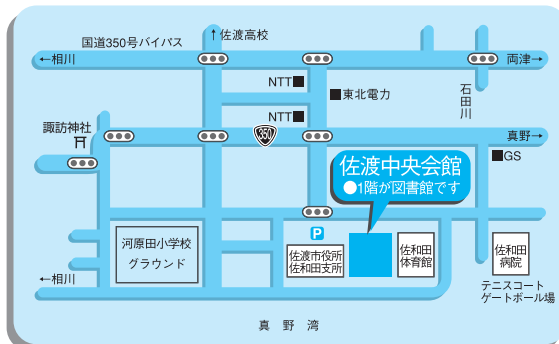 国道350号バイパス
↑佐渡高校
←相川
両津→
NTT
東北電力
石田川
NTT
諏訪神社
350
真野→
GS
佐渡中央会館
●1階が図書館です
P
河原田小学校
グラウンド
佐渡市役所
佐和田支所
佐和田
体育館
佐和田
病院
←相川
テニスコート
ゲートボール場
真野湾